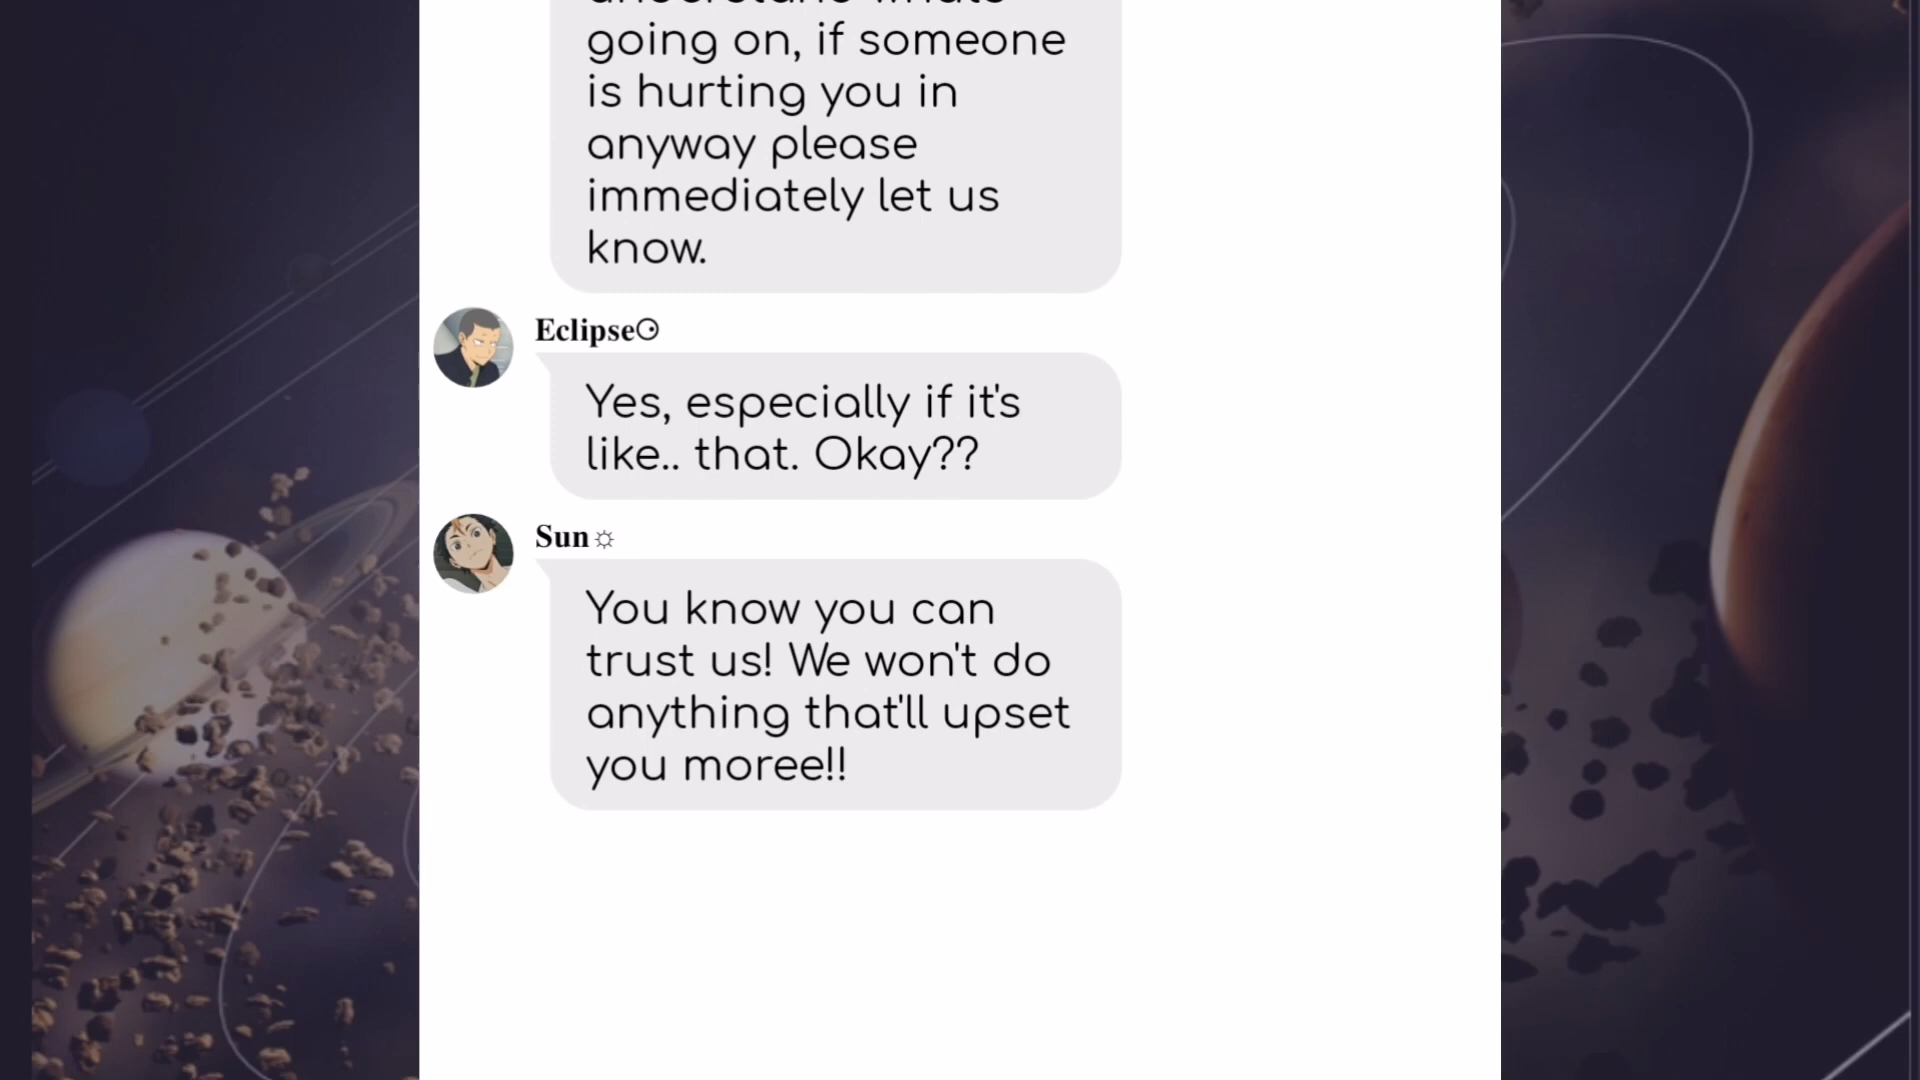 going on, if someone
is hurting you in
anyway please
immediately let us
know.
Eclipse⚆
Yes, especially if it's
like.. that. Okay??
Sun☼
You know you can
trust us! We won't do
anything that'll upset
you moree!!